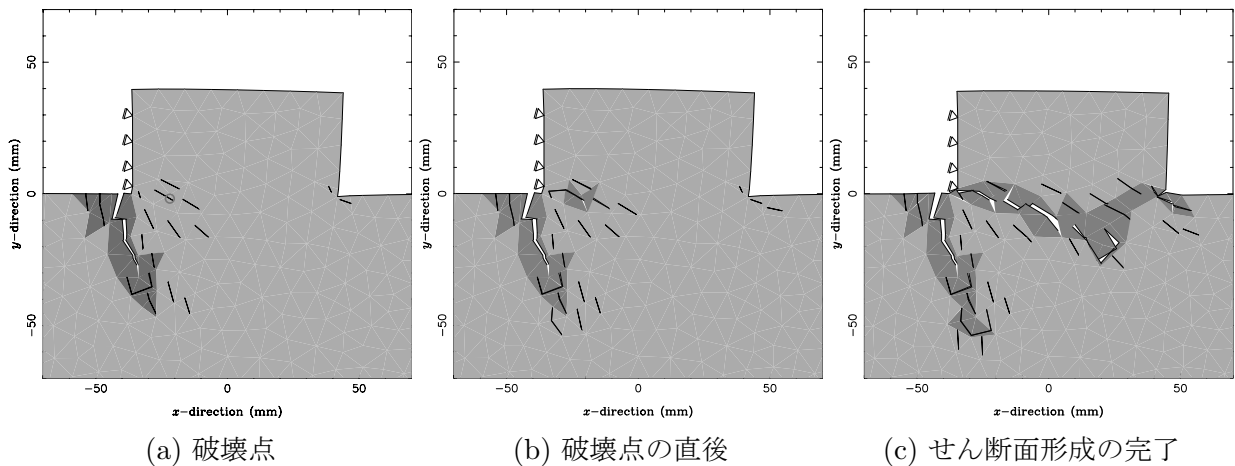 50
0
−50
y-direction (mm)
−50
0
50
x-direction (mm)
(a) 破壊点
50
0
−50
y-direction (mm)
−50
0
50
x-direction (mm)
(b) 破壊点の直後
50
0
−50
y-direction (mm)
−50
0
50
x-direction (mm)
(c) せん断面形成の完了